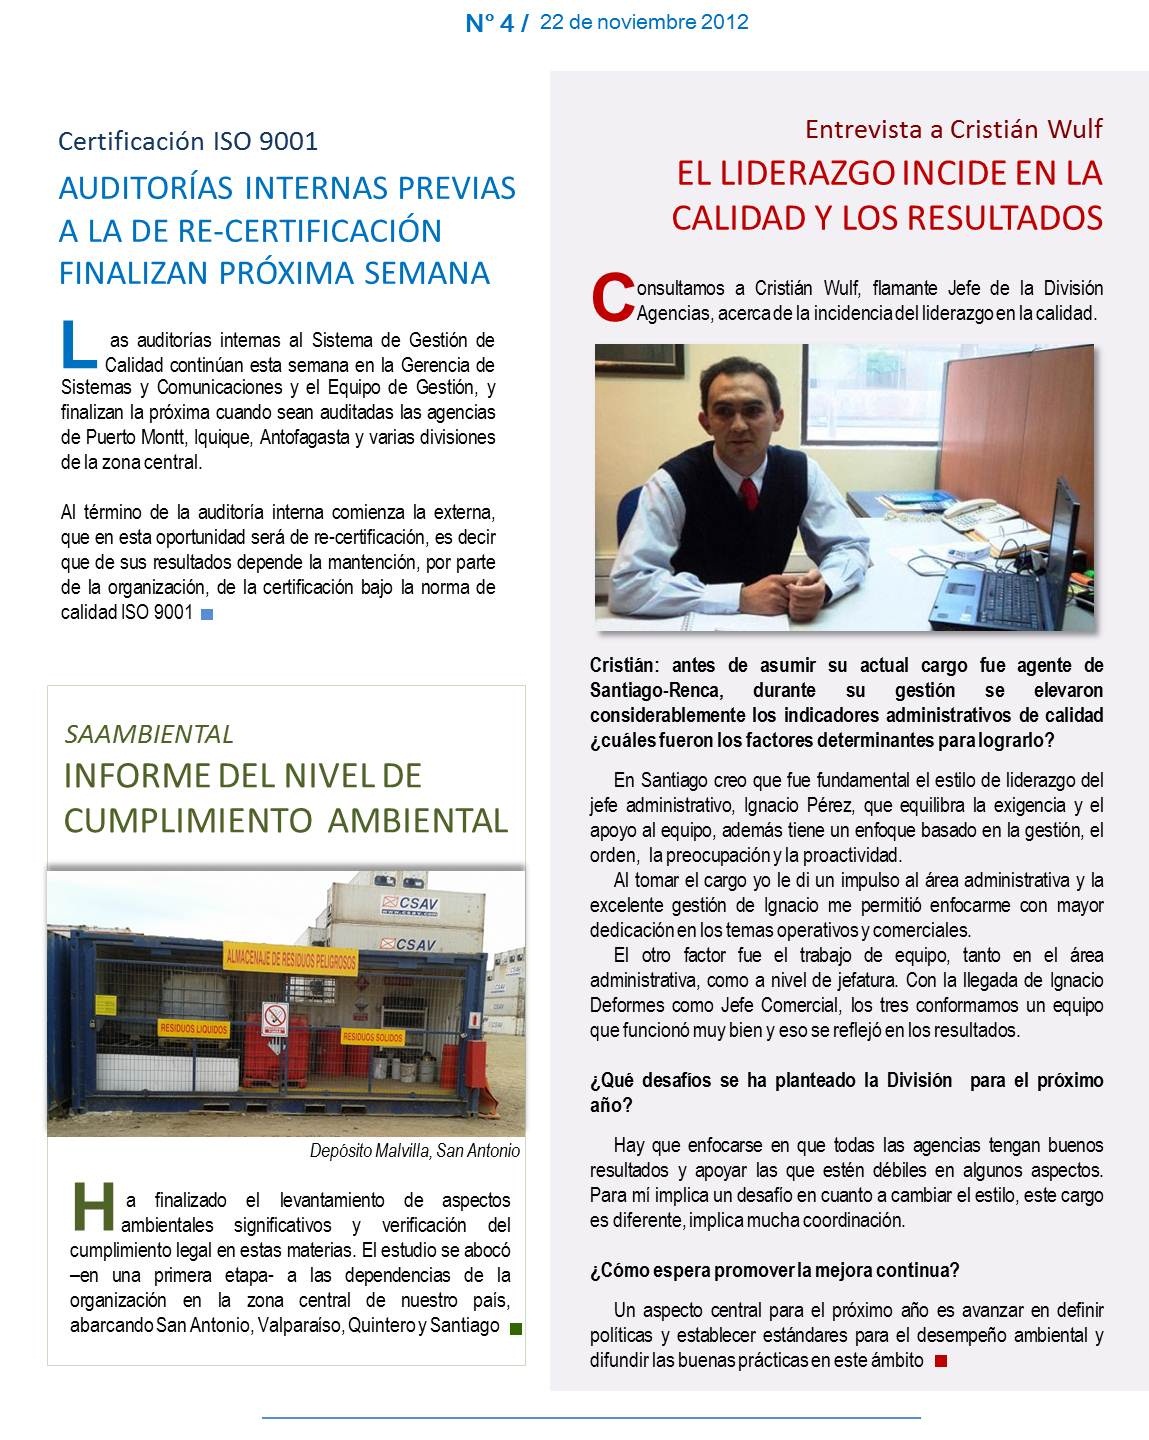 N° 4 / 22 de noviembre 2012
Certificación ISO 9001
AUDITORÍAS INTERNAS PREVIAS
A LA DE RE-CERTIFICACIÓN
FINALIZAN PRÓXIMA SEMANA
Las auditorías internas al Sistema de Gestión de
Calidad continúan esta semana en la Gerencia de
Sistemas y Comunicaciones y el Equipo de Gestión, y
finalizan la próxima cuando sean auditadas las agencias
de Puerto Montt, Iquique, Antofagasta y varias divisiones
de la zona central.
Al término de la auditoría interna comienza la externa,
que en esta oportunidad será de re-certificación, es decir
que de sus resultados depende la mantención, por parte
de la organización, de la certificación bajo la norma de
calidad ISO 9001
SAAMBIENTAL
INFORME DEL NIVEL DE
CUMPLIMIENTO AMBIENTAL
CSAV
www.csav.com
CSAV
ALMACENAJE DE RESIDUOS PELIGROSOS
RESIDUOS LIQUIDOS
RESIDUOS SOLIDOS
Depósito Malvilla, San Antonio
Ha finalizado el levantamiento de aspectos
ambientales significativos y verificación del
cumplimiento legal en estas materias. El estudio se abocó
–en una primera etapa- a las dependencias de la
organización en la zona central de nuestro país,
abarcando San Antonio, Valparaíso, Quintero y Santiago
Entrevista a Cristián Wulf
EL LIDERAZGO INCIDE EN LA
CALIDAD Y LOS RESULTADOS
Consultamos a Cristián Wulf, flamante Jefe de la División
Agencias, acerca de la incidencia del liderazgo en la calidad.
Cristián: antes de asumir su actual cargo fue agente de
Santiago-Renca, durante su gestión se elevaron
considerablemente los indicadores administrativos de calidad
¿cuáles fueron los factores determinantes para lograrlo?
En Santiago creo que fue fundamental el estilo de liderazgo del
jefe administrativo, Ignacio Pérez, que equilibra la exigencia y el
apoyo al equipo, además tiene un enfoque basado en la gestión, el
orden, la preocupación y la proactividad.
Al tomar el cargo yo le di un impulso al área administrativa y la
excelente gestión de Ignacio me permitió enfocarme con mayor
dedicación en los temas operativos y comerciales.
El otro factor fue el trabajo de equipo, tanto en el área
administrativa, como a nivel de jefatura. Con la llegada de Ignacio
Deformes como Jefe Comercial, los tres conformamos un equipo
que funcionó muy bien y eso se reflejó en los resultados.
¿Qué desafíos se ha planteado la División para el próximo
año?
Hay que enfocarse en que todas las agencias tengan buenos
resultados y apoyar las que estén débiles en algunos aspectos.
Para mí implica un desafío en cuanto a cambiar el estilo, este cargo
es diferente, implica mucha coordinación.
¿Cómo espera promover la mejora continua?
Un aspecto central para el próximo año es avanzar en definir
políticas y establecer estándares para el desempeño ambiental y
difundir las buenas prácticas en este ámbito